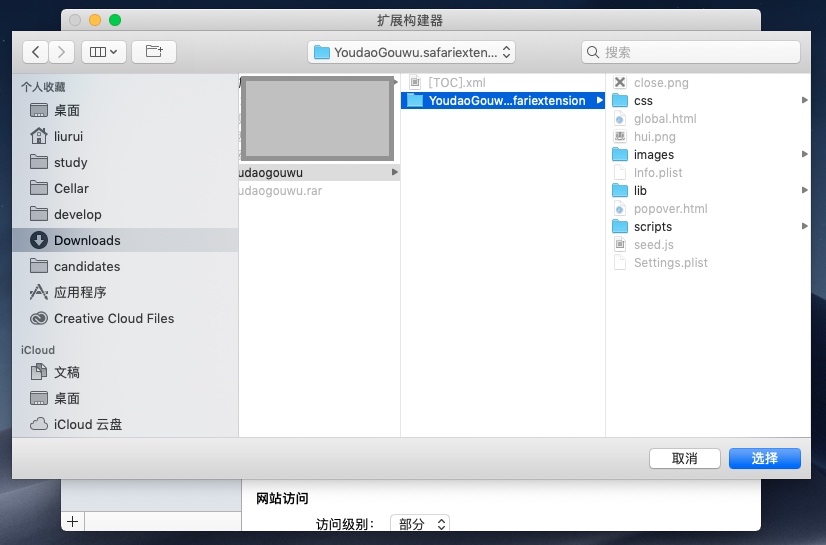 扩展构建器
YoudaoGouwu.safariexten...
搜索
个人收藏
桌面
liurui
study
Cellar
develop
Downloads
candidates
应用程序
Creative Cloud Files
iCloud
文稿
桌面
iCloud 云盘
udaogouwu
udaogouwu.rar
[TOC].xml
YoudaoGouw...fariextension
close.png
css
global.html
hui.png
images
Info.plist
lib
popover.html
scripts
seed.js
Settings.plist
取消
选择
网站访问
访问级别：
部分